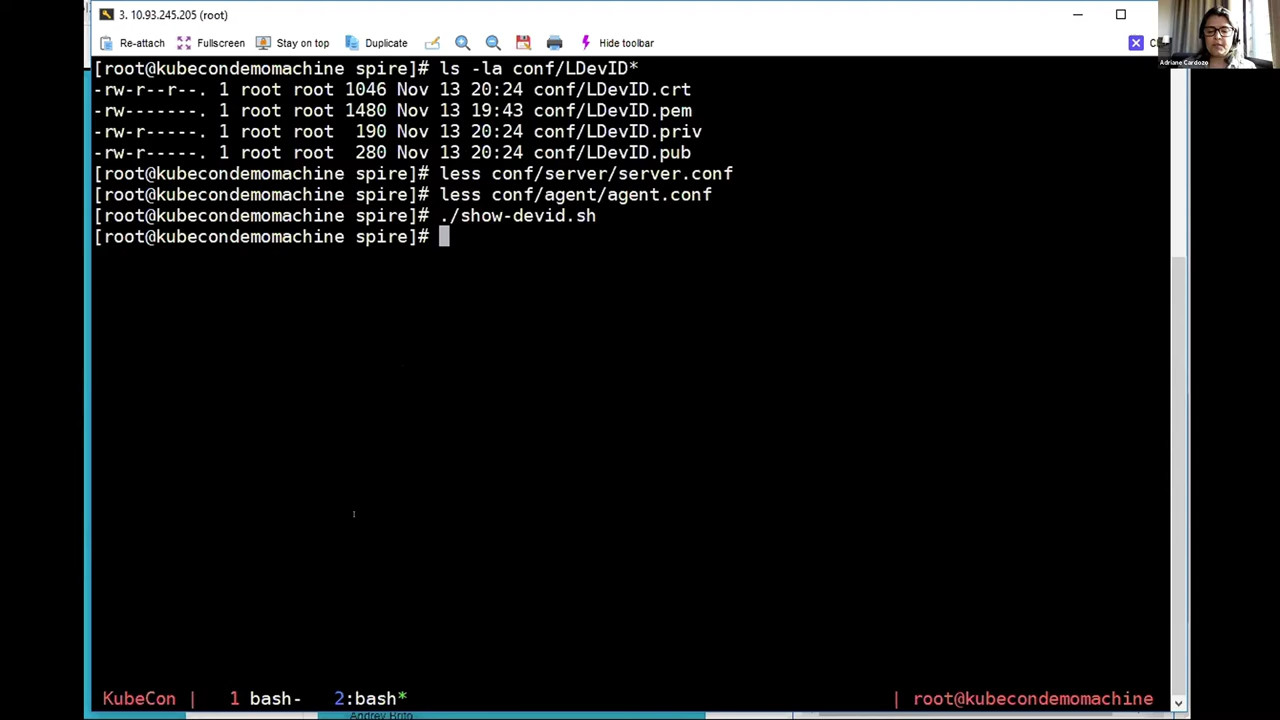 3. 10.93.245.205 (root)
Re-attach Fullscreen Stay on top Duplicate Hide toolbar
Adriane Cardozo
[root@kubecondemomachine spire]# ls -la conf/LDevID*
-rw-r--r--. 1 root root 1046 Nov 13 20:24 conf/LDevID.crt
-rw-------. 1 root root 1480 Nov 13 19:43 conf/LDevID.pem
-rw-r-----. 1 root root  190 Nov 13 20:24 conf/LDevID.priv
-rw-r-----. 1 root root  280 Nov 13 20:24 conf/LDevID.pub
[root@kubecondemomachine spire]# less conf/server/server.conf
[root@kubecondemomachine spire]# less conf/agent/agent.conf
[root@kubecondemomachine spire]# ./show-devid.sh
[root@kubecondemomachine spire]#
KubeCon | 1 bash- 2:bash* | root@kubecondemomachine
Andrey Brito